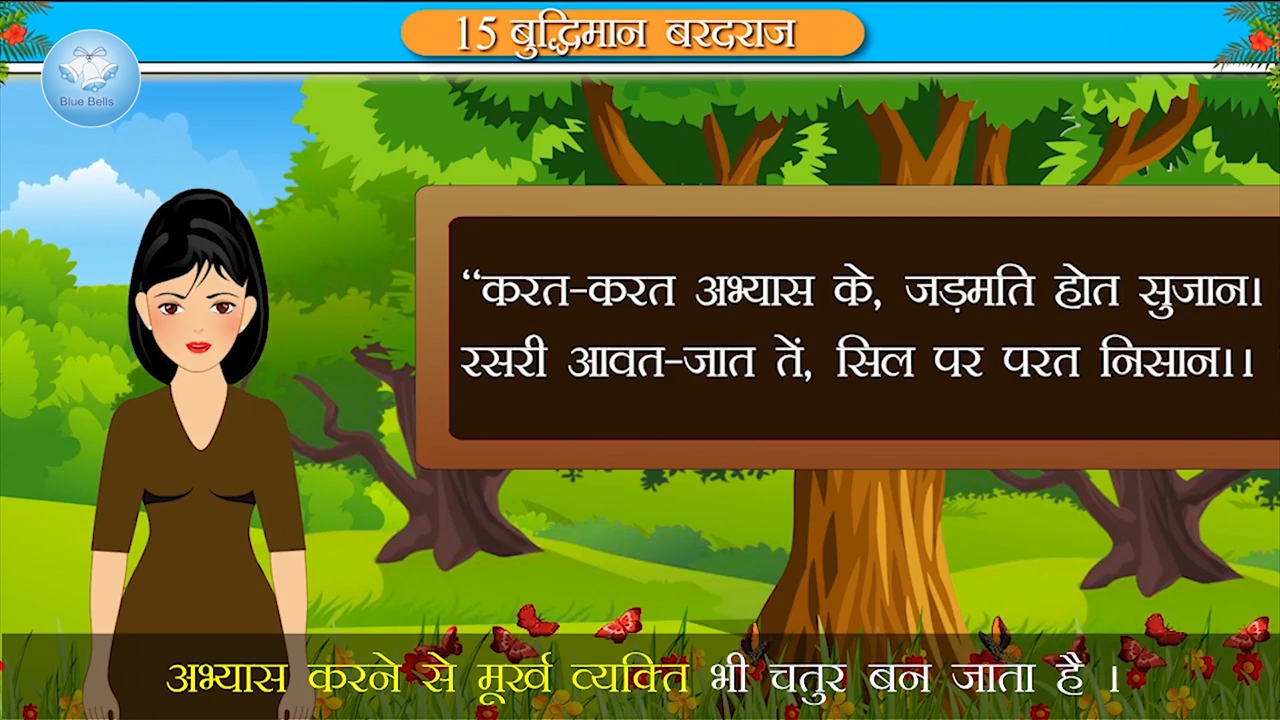 15 बुद्धिमान बरदराज
Blue Bells
“करत-करत अभ्यास के, जड़मति होत सुजान।
रसरी आवत-जात तें, सिल पर परत निसान।।
अभ्यास करने से मूर्ख व्यक्ति भी चतुर बन जाता है ।